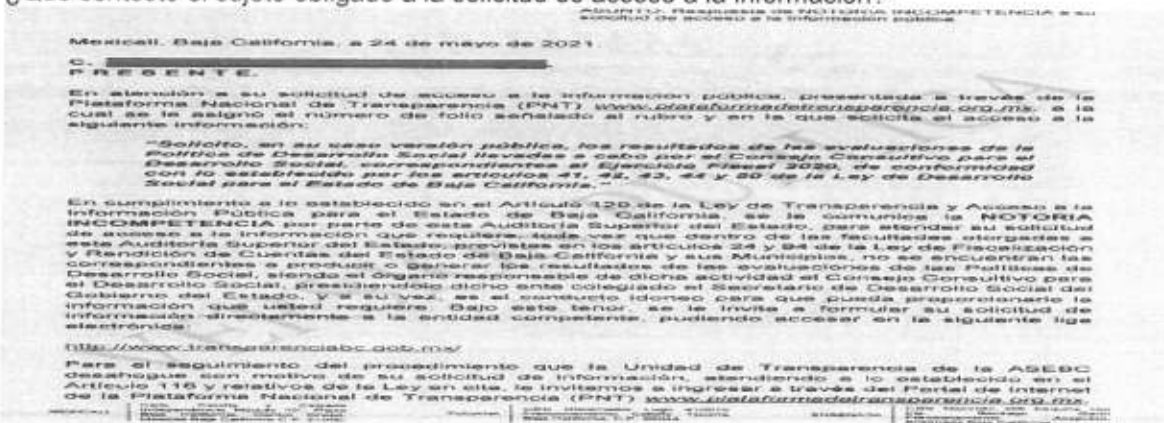 ¿Qué contestó el sujeto obligado a la solicitud de acceso a la información?
Asunto: Respuesta de NOTORIA INCOMPETENCIA a su
solicitud de acceso a la información pública.
Mexicali, Baja California, a 24 de mayo de 2021.
C.
P R E S E N T E.
En atención a su solicitud de acceso a la información pública, presentada a través de la
Plataforma Nacional de Transparencia (PNT) www.plataformadetransparencia.org.mx, a la
cual se le asignó el número de folio señalado al rubro y en la que solicita el acceso a la
siguiente información:
"Solicito, en su caso versión pública, los resultados de las evaluaciones de la
Política de Desarrollo Social llevadas a cabo por el Consejo Consultivo para el
Desarrollo Social, correspondientes al Ejercicio Fiscal 2020, de conformidad
con lo establecido por los artículos 41, 42, 43, 44 y 80 de la Ley de Desarrollo
Social para el Estado de Baja California."
En cumplimiento a lo establecido en el Artículo 129 de la Ley de Transparencia y Acceso a la
Información Pública para el Estado de Baja California, se le comunica la NOTORIA
INCOMPETENCIA por parte de esta Auditoría Superior del Estado, para atender su solicitud
de acceso a la información que requiere, toda vez que dentro de las facultades otorgadas a
esta Auditoría Superior del Estado, previstas en los artículos 24 y 94 de la Ley de Fiscalización
y Rendición de Cuentas del Estado de Baja California y sus Municipios, no se encuentran las
correspondientes a producir o generar los resultados de las evaluaciones de las Políticas de
Desarrollo Social, siendo el órgano responsable de dicha actividad el Consejo Consultivo para
el Desarrollo Social, presidiéndolo dicho ente colegiado el Secretario de Desarrollo Social del
Gobierno del Estado, y a su vez, es el conducto idóneo para que pueda proporcionarle la
información que usted requiere. Bajo este tenor, se le invita a formular su solicitud de
información directamente a la entidad competente, pudiendo accesar en la siguiente liga
electrónica:
http://www.transparenciabc.gob.mx/
Para el seguimiento del procedimiento que la Unidad de Transparencia de la ASEBC
desahogue con motivo de su solicitud de información, atendiendo a lo establecido en el
Artículo 116 y relativos de la Ley en cita, le invitamos a ingresar a través del Portal de Internet
de la Plataforma Nacional de Transparencia (PNT) www.plataformadetransparencia.org.mx,